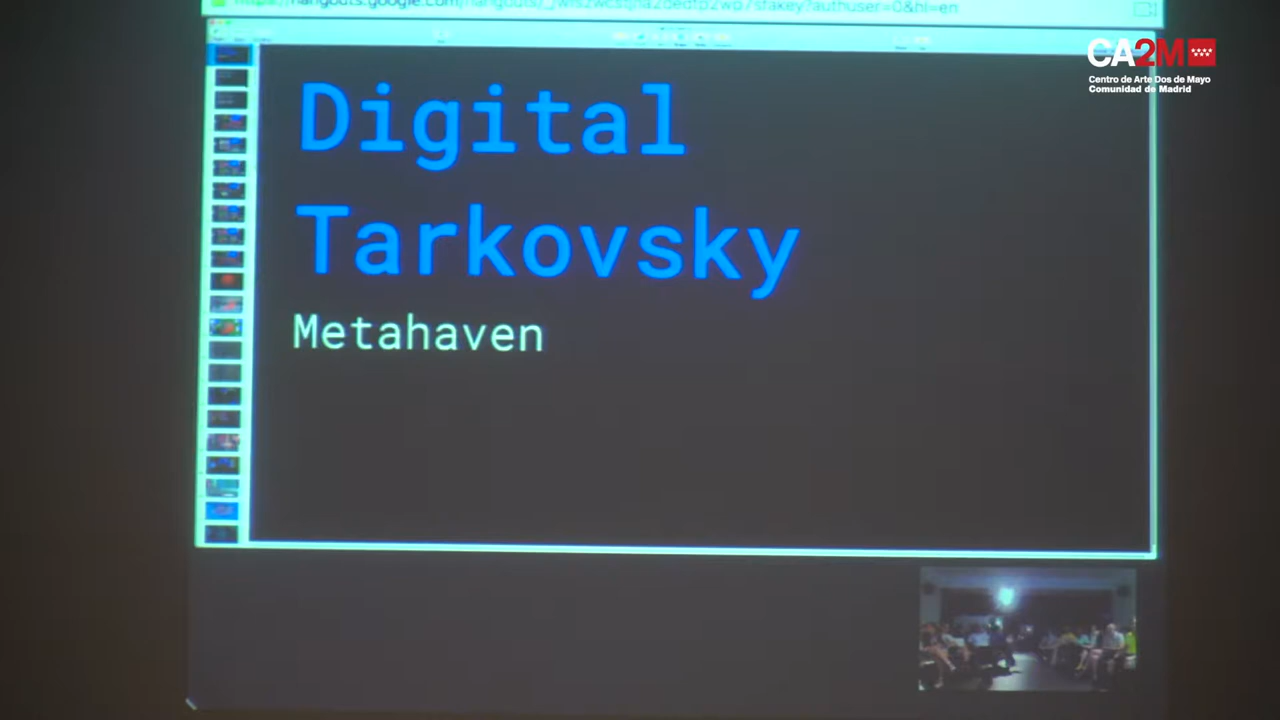 CA2M
Centro de Arte Dos de Mayo
Comunidad de Madrid
Digital
Tarkovsky
Metahaven